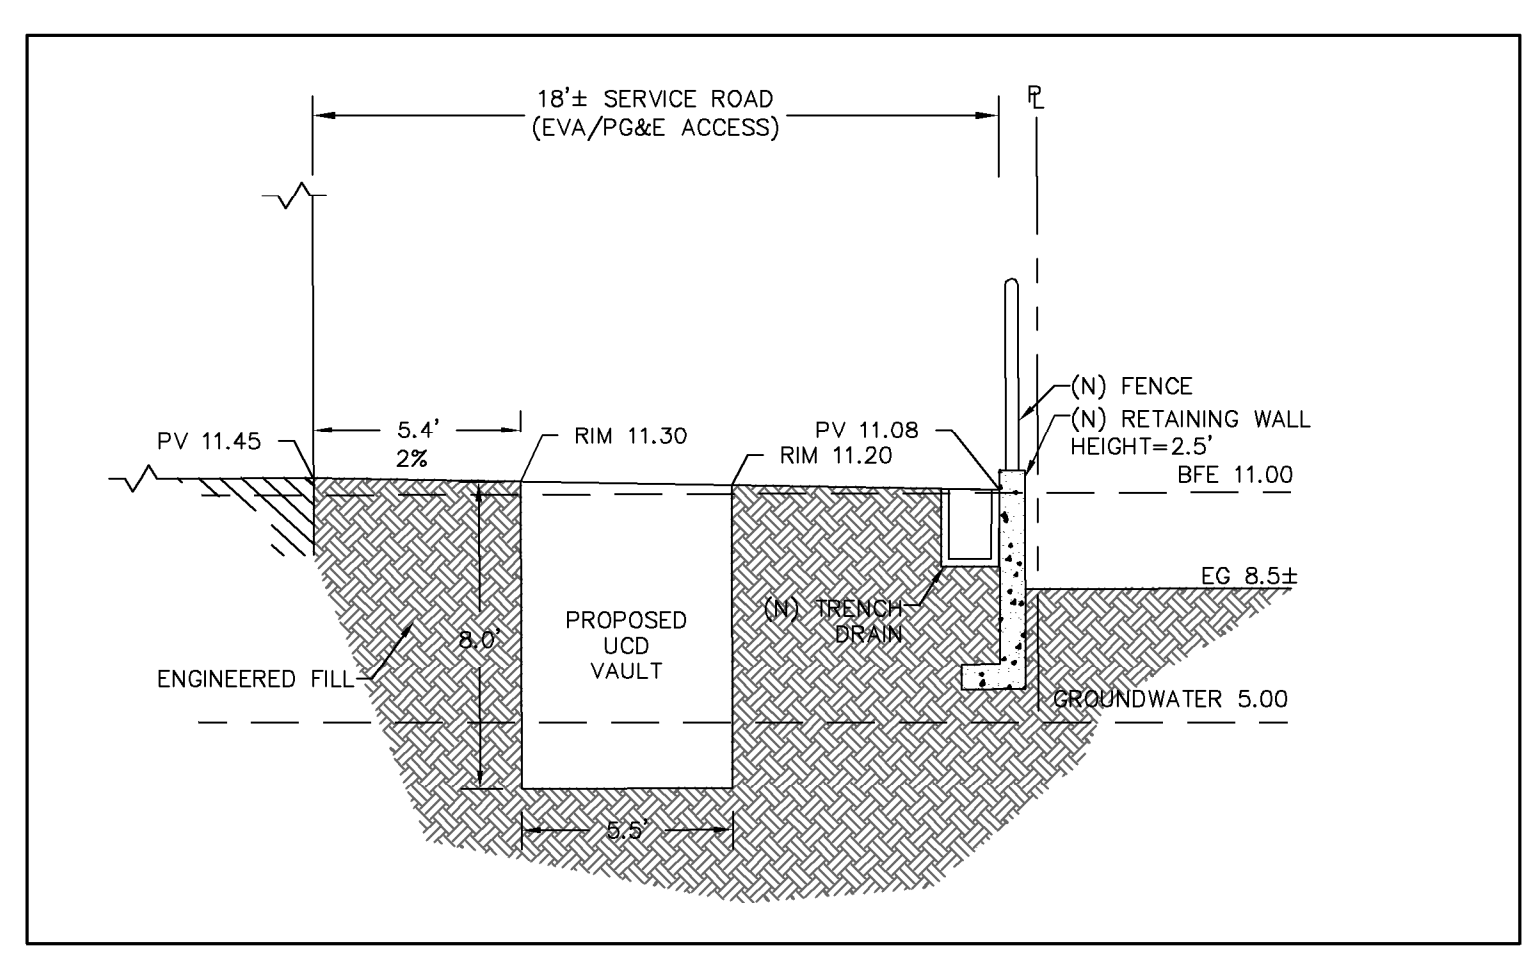 18'± SERVICE ROAD
(EVA/PG&E ACCESS)
PL
(N) FENCE
(N) RETAINING WALL
HEIGHT=2.5'
BFE 11.00
PV 11.45
5.4'
2%
RIM 11.30
PV 11.08
RIM 11.20
EG 8.5±
(N) TRENCH
DRAIN
PROPOSED
UCD
VAULT
8.0'
ENGINEERED FILL
GROUNDWATER 5.00
5.5'